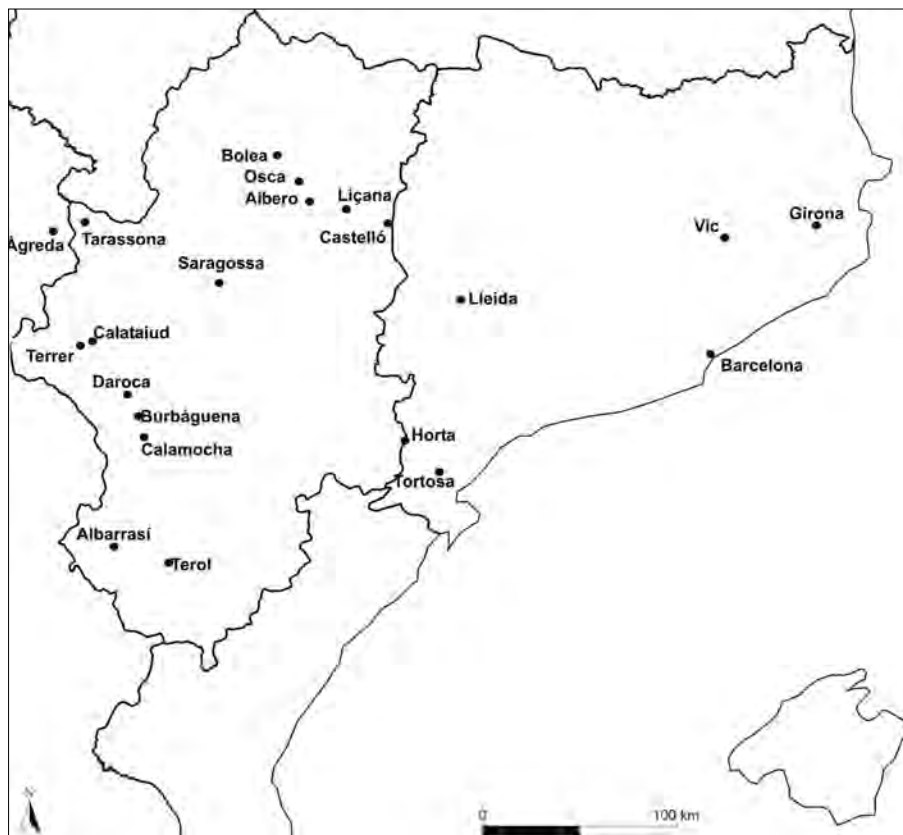 Bolea
Osca
Albero
Liçana
Castelló
Àgreda
Tarassona
Saragossa
Vic
Girona
Lleida
Calataiud
Terrer
Barcelona
Daroca
Burbáguena
Calamocha
Horta
Tortosa
Albarrasí
Terol
N
0 100 km